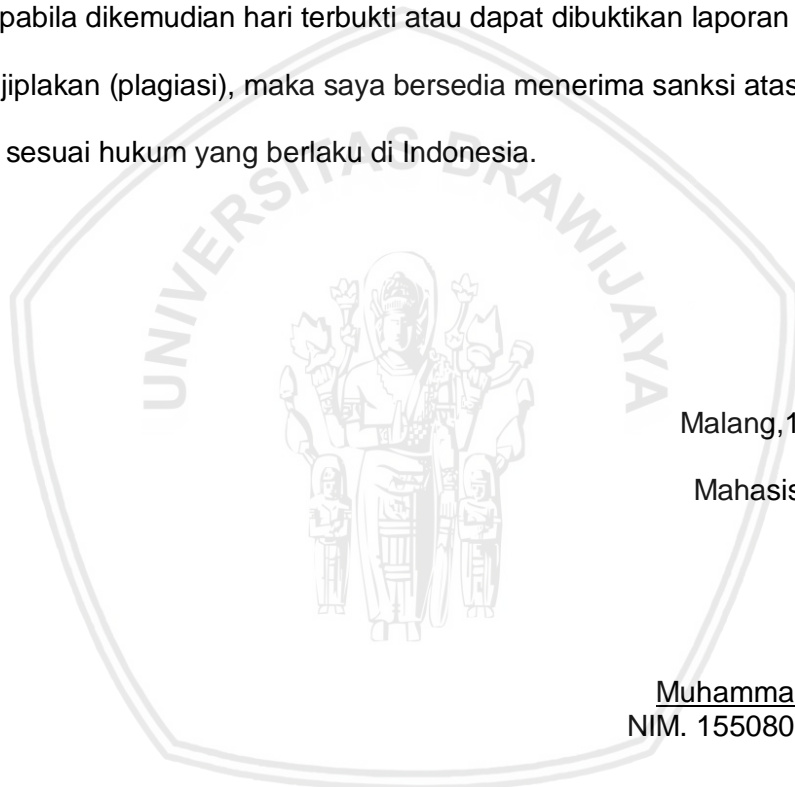 pabila dikemudian hari terbukti atau dapat dibuktikan laporan
jiplakan (plagiasi), maka saya bersedia menerima sanksi atas
sesuai hukum yang berlaku di Indonesia.
UNIVERSITAS BRAWIJAYA
Malang,1
Mahasis
Muhamma
NIM. 155080